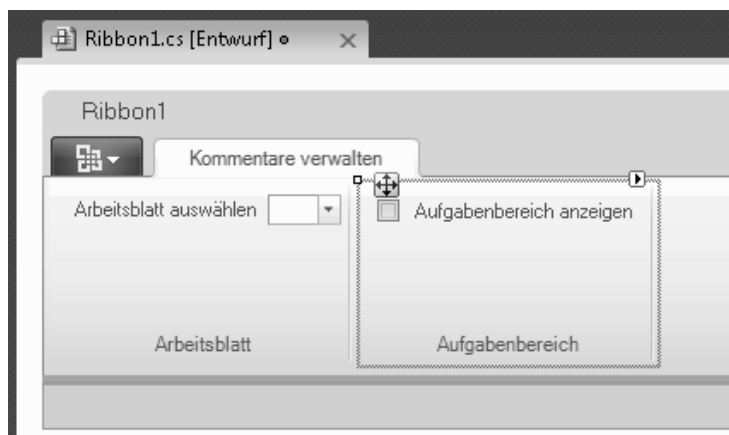 Ribbon1.cs [Entwurf]
Ribbon1
Kommentare verwalten
Arbeitsblatt auswählen
Aufgabenbereich anzeigen
Arbeitsblatt
Aufgabenbereich